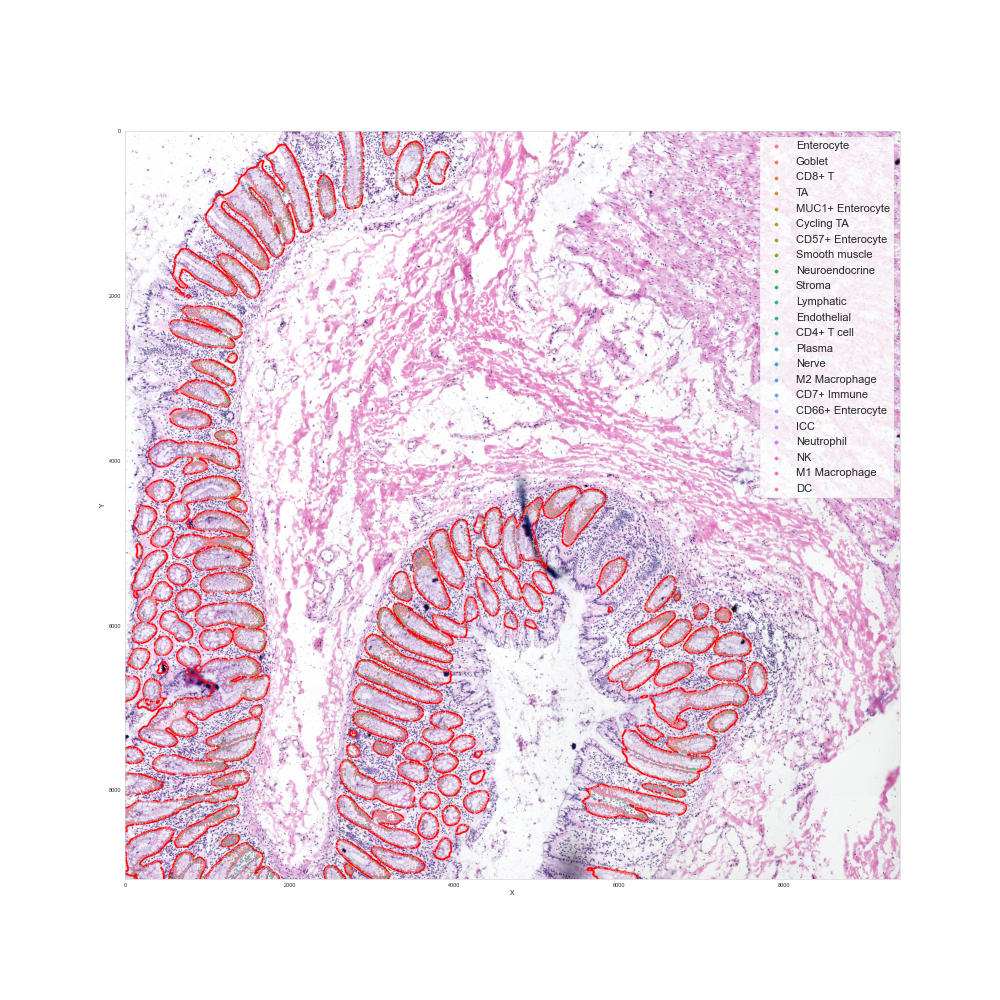 0
2000
4000
6000
8000
Y
0
2000
4000
6000
8000
X
Enterocyte
Goblet
CD8+ T
TA
MUC1+ Enterocyte
Cycling TA
CD57+ Enterocyte
Smooth muscle
Neuroendocrine
Stroma
Lymphatic
Endothelial
CD4+ T cell
Plasma
Nerve
M2 Macrophage
CD7+ Immune
CD66+ Enterocyte
ICC
Neutrophil
NK
M1 Macrophage
DC